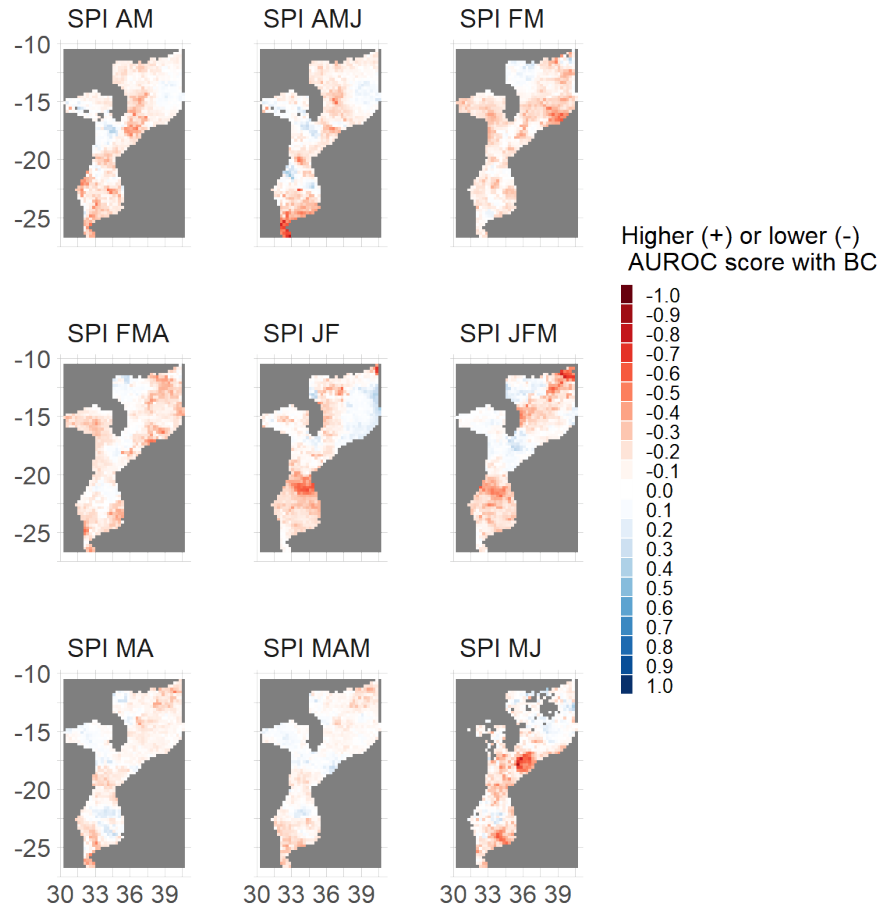 SPI AM
SPI AMJ
SPI FM
-10
-15
-20
-25
SPI FMA
SPI JF
SPI JFM
-10
-15
-20
-25
SPI MA
SPI MAM
SPI MJ
-10
-15
-20
-25
30 33 36 39
30 33 36 39
30 33 36 39
Higher (+) or lower (-)
AUROC score with BC
-1.0
-0.9
-0.8
-0.7
-0.6
-0.5
-0.4
-0.3
-0.2
-0.1
0.0
0.1
0.2
0.3
0.4
0.5
0.6
0.7
0.8
0.9
1.0